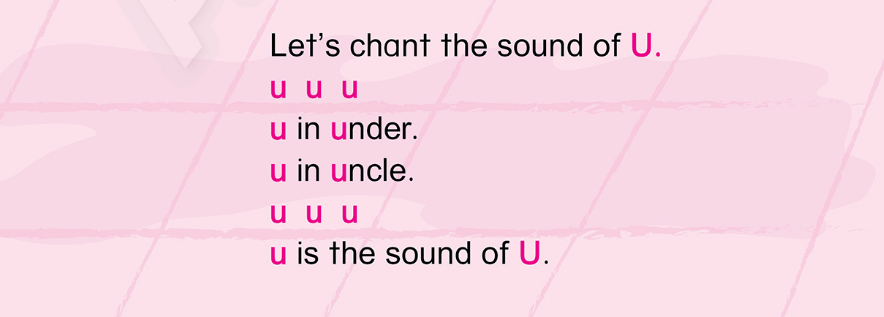 Let's chant the sound of U.
u u u
u in under.
u in uncle.
u u u
u is the sound of U.